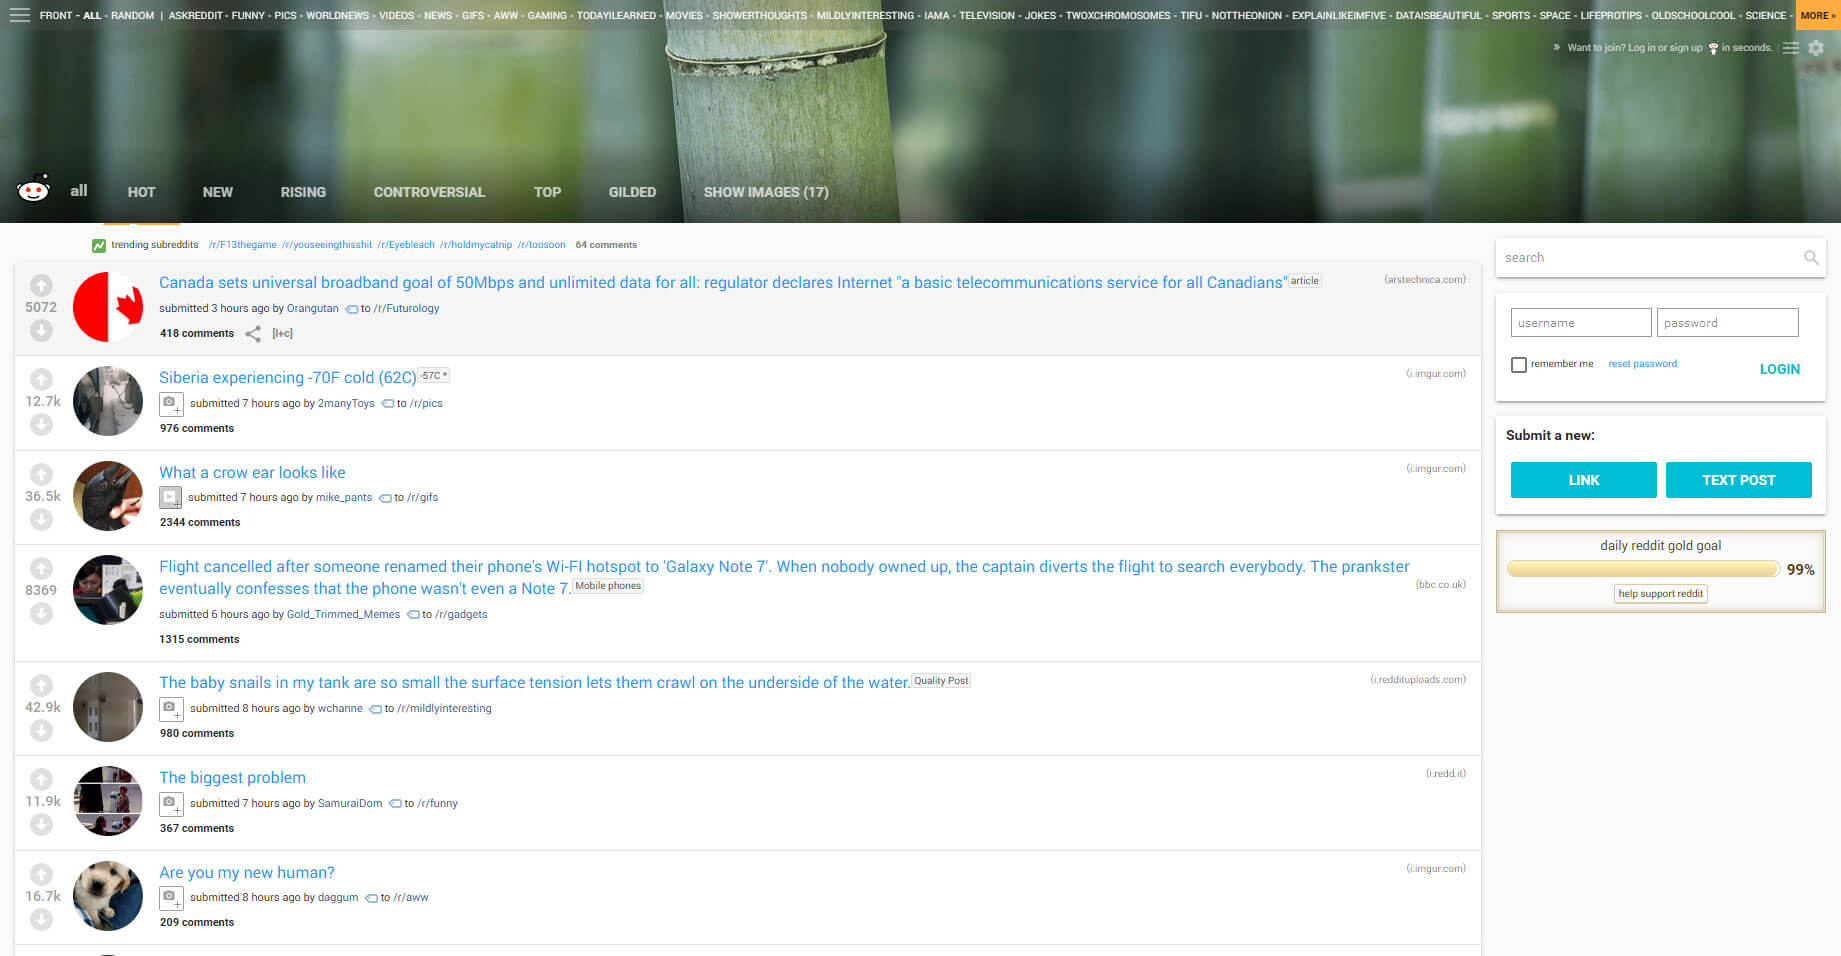 FRONT - ALL - RANDOM | ASKREDDIT - FUNNY - PICS - WORLDNEWS - VIDEOS - NEWS - GIFS - AWW - GAMING - TODAYILEARNED - MOVIES - SHOWERTHOUGHTS - MILDLYINTERESTING - IAMA - TELEVISION - JOKES - TWOXCHROMOSOMES - TIFU - NOTTHEONION - EXPLAINLIKEIMFIVE - DATAISBEAUTIFUL - SPORTS - SPACE - LIFEPROTIPS - OLDSCHOOLCOOL - SCIENCE - MORE »
» Want to join? Log in or sign up in seconds.
all HOT NEW RISING CONTROVERSIAL TOP GILDED SHOW IMAGES (17)
trending subreddits /r/F13thegame /r/youseeingthisshit /r/Eyebleach /r/holdmycatnip /r/toosoon 64 comments
5072
Canada sets universal broadband goal of 50Mbps and unlimited data for all: regulator declares Internet "a basic telecommunications service for all Canadians" article (arstechnica.com)
submitted 3 hours ago by Orangutan to /r/Futurology
418 comments [l+c]
12.7k
Siberia experiencing -70F cold (62C) -57C * (i.imgur.com)
submitted 7 hours ago by 2manyToys to /r/pics
976 comments
36.5k
What a crow ear looks like (i.imgur.com)
submitted 7 hours ago by mike_pants to /r/gifs
2344 comments
8369
Flight cancelled after someone renamed their phone's Wi-FI hotspot to 'Galaxy Note 7'. When nobody owned up, the captain diverts the flight to search everybody. The prankster
eventually confesses that the phone wasn't even a Note 7. Mobile phones (bbc.co.uk)
submitted 6 hours ago by Gold_Trimmed_Memes to /r/gadgets
1315 comments
42.9k
The baby snails in my tank are so small the surface tension lets them crawl on the underside of the water. Quality Post (i.reddituploads.com)
submitted 8 hours ago by wchanne to /r/mildlyinteresting
980 comments
11.9k
The biggest problem (i.redd.it)
submitted 7 hours ago by SamuraiDom to /r/funny
367 comments
16.7k
Are you my new human? (i.imgur.com)
submitted 8 hours ago by daggum to /r/aww
209 comments
search
username password
remember me reset password LOGIN
Submit a new:
LINK TEXT POST
daily reddit gold goal
99%
help support reddit